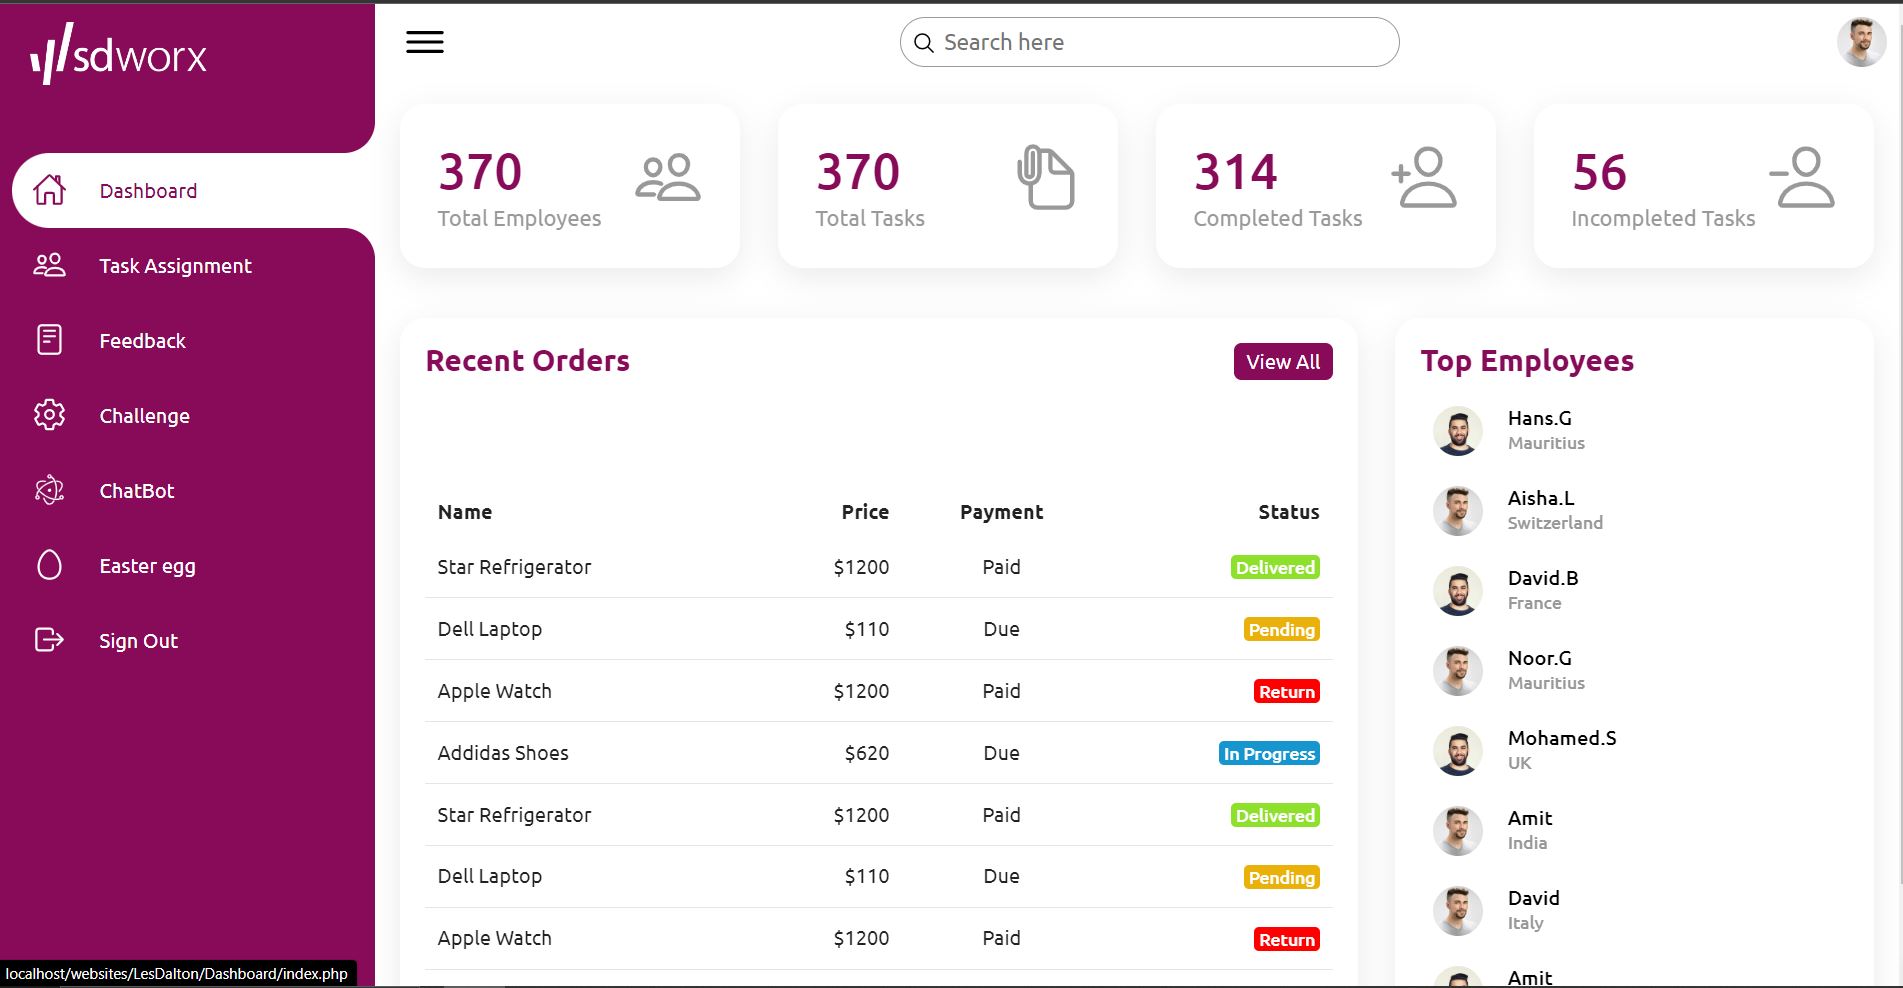 sdworx
Search here
Dashboard
Task Assignment
Feedback
Challenge
ChatBot
Easter egg
Sign Out
370
Total Employees
370
Total Tasks
314
Completed Tasks
56
Incompleted Tasks
Recent Orders
View All
Name Price Payment Status
Star Refrigerator $1200 Paid Delivered
Dell Laptop $110 Due Pending
Apple Watch $1200 Paid Return
Addidas Shoes $620 Due In Progress
Star Refrigerator $1200 Paid Delivered
Dell Laptop $110 Due Pending
Apple Watch $1200 Paid Return
Top Employees
Hans.G
Mauritius
Aisha.L
Switzerland
David.B
France
Noor.G
Mauritius
Mohamed.S
UK
Amit
India
David
Italy
Amit
localhost/websites/LesDalton/Dashboard/index.php